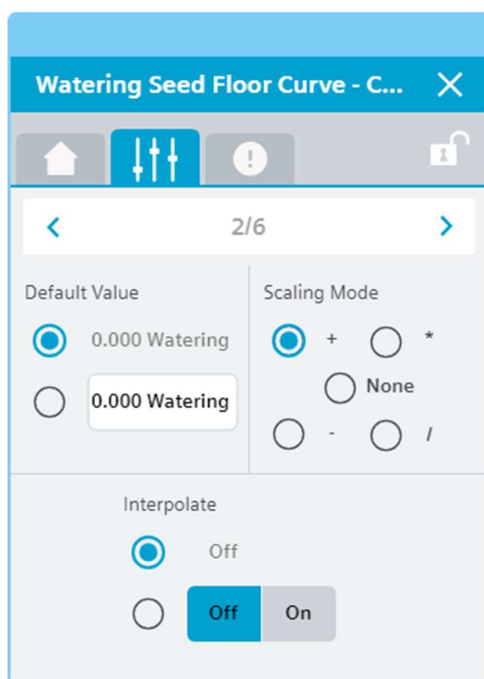 Watering Seed Floor Curve - C...
2/6
Default Value
0.000 Watering
0.000 Watering
Scaling Mode
+ *
None
- /
Interpolate
Off
Off On